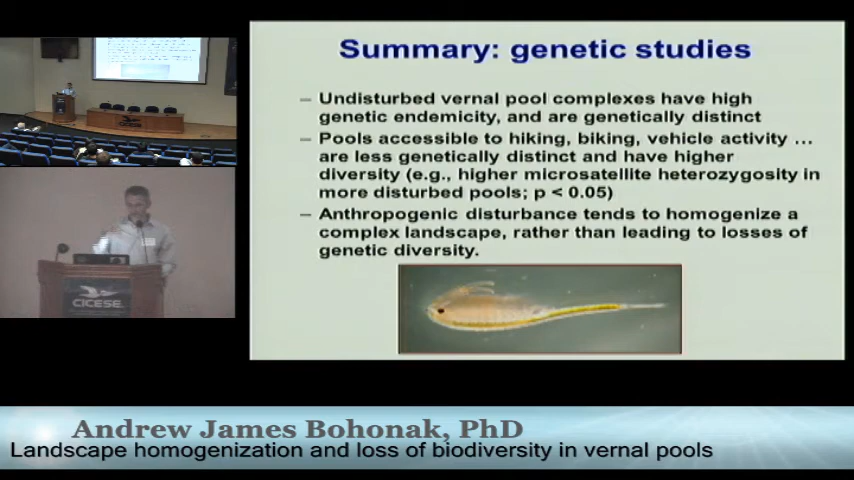 Summary: genetic studies
– Undisturbed vernal pool complexes have high
genetic endemicity, and are genetically distinct
– Pools accessible to hiking, biking, vehicle activity ...
are less genetically distinct and have higher
diversity (e.g., higher microsatellite heterozygosity in
more disturbed pools; p < 0.05)
– Anthropogenic disturbance tends to homogenize a
complex landscape, rather than leading to losses of
genetic diversity.
CICESE
Andrew James Bohonak, PhD
Landscape homogenization and loss of biodiversity in vernal pools